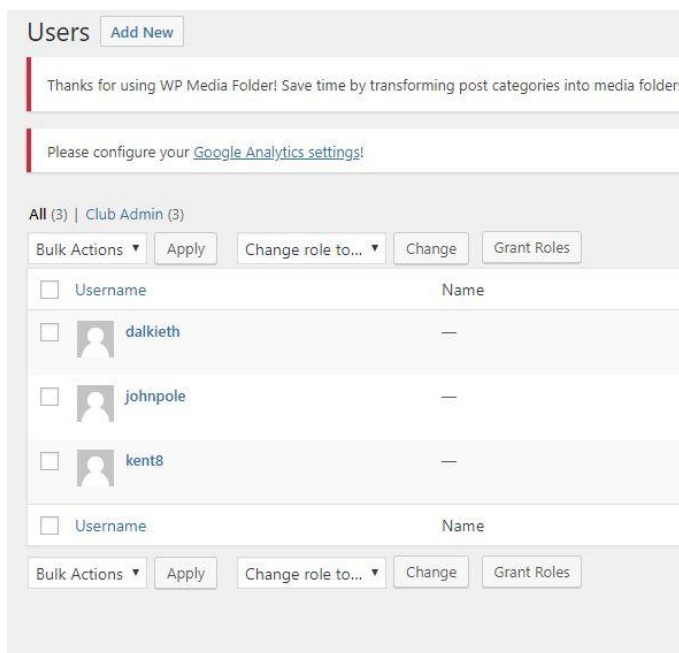 Users Add New
Thanks for using WP Media Folder! Save time by transforming post categories into media folders
Please configure your Google Analytics settings!
All (3) | Club Admin (3)
Bulk Actions Apply Change role to... Change Grant Roles
Username Name
dalkieth —
johnpole —
kent8 —
Username Name
Bulk Actions Apply Change role to... Change Grant Roles